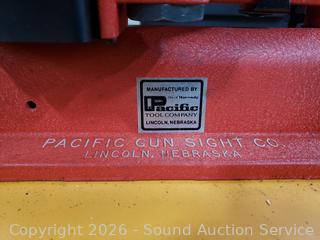 MANUFACTURED BY
Pacific
TOOL COMPANY
LINCOLN, NEBRASKA
PACIFIC GUN SIGHT CO.
LINCOLN, NEBRASKA
Copyright 2026 - Sound Auction Service